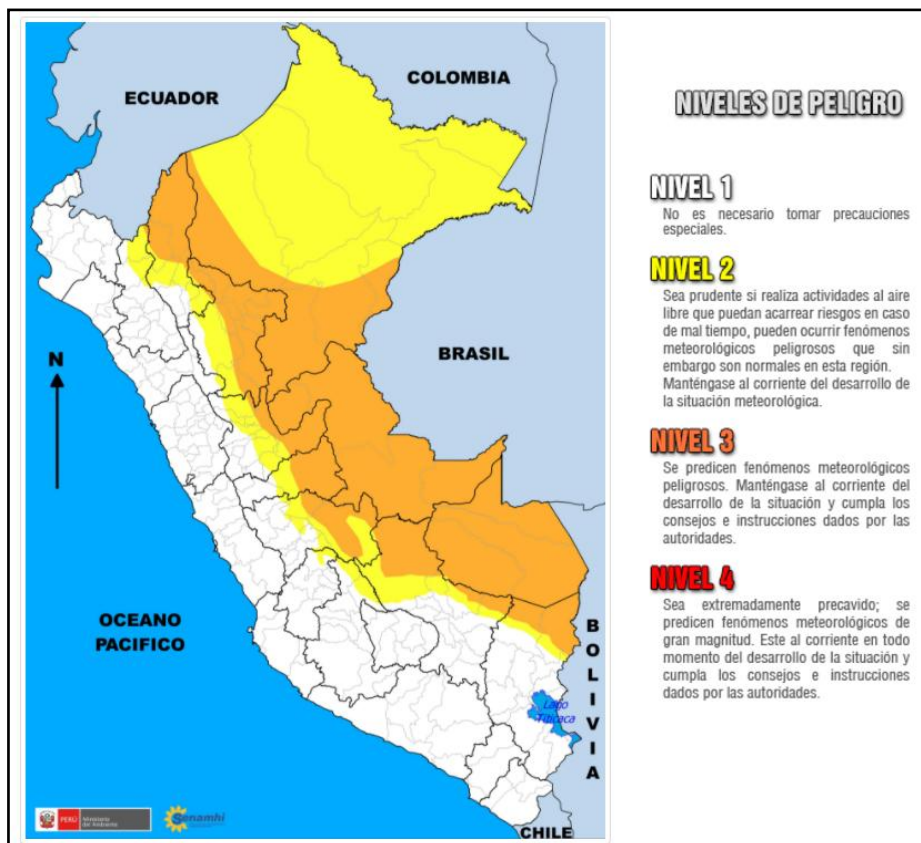 ECUADOR
COLOMBIA
BRASIL
N
OCEANO
PACIFICO
BOLIVIA
Lago
Titicaca
CHILE
PERÚ
Ministerio
del Ambiente
Senamhi
NIVELES DE PELIGRO
NIVEL 1
No es necesario tomar precauciones
especiales.
NIVEL 2
Sea prudente si realiza actividades al aire
libre que puedan acarrear riesgos en caso
de mal tiempo, pueden ocurrir fenómenos
meteorológicos peligrosos que sin
embargo son normales en esta región.
Manténgase al corriente del desarrollo de
la situación meteorológica.
NIVEL 3
Se predicen fenómenos meteorológicos
peligrosos. Manténgase al corriente del
desarrollo de la situación y cumpla los
consejos e instrucciones dados por las
autoridades.
NIVEL 4
Sea extremadamente precavido; se
predicen fenómenos meteorológicos de
gran magnitud. Este al corriente en todo
momento del desarrollo de la situación y
cumpla los consejos e instrucciones
dados por las autoridades.